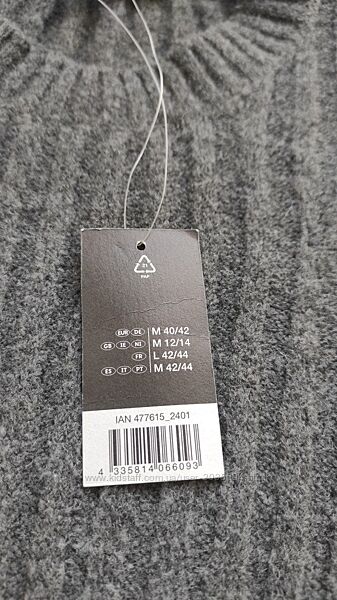 21
PAP
EUR DE M 40/42
GB IE NI M 12/14
FR L 42/44
ES IT PT M 42/44
IAN 477615_2401
4 335814 066093